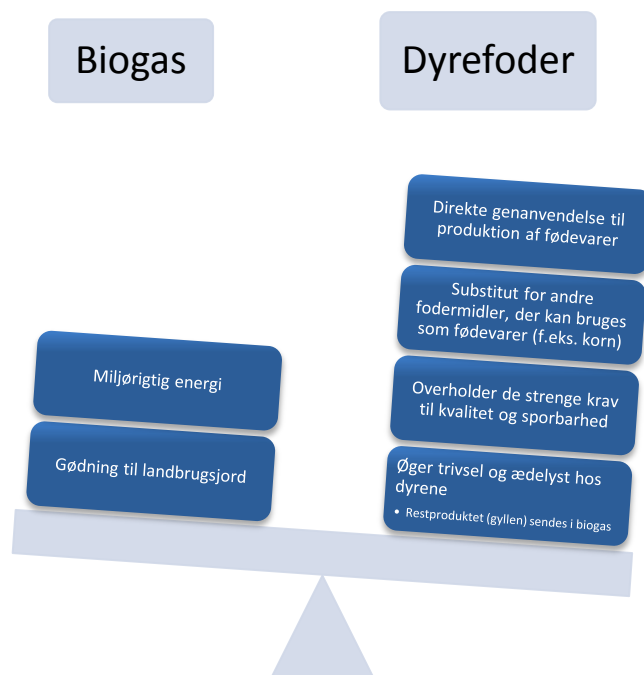 Biogas
Dyrefoder
Direkte genanvendelse til
produktion af fødevarer
Substitut for andre
fodermidler, der kan bruges
som fødevarer (f.eks. korn)
Miljørigtig energi
Overholder de strenge krav
til kvalitet og sporbarhed
Gødning til landbrugsjord
Øger trivsel og ædelyst hos
dyrene
• Restproduktet (gyllen) sendes i biogas